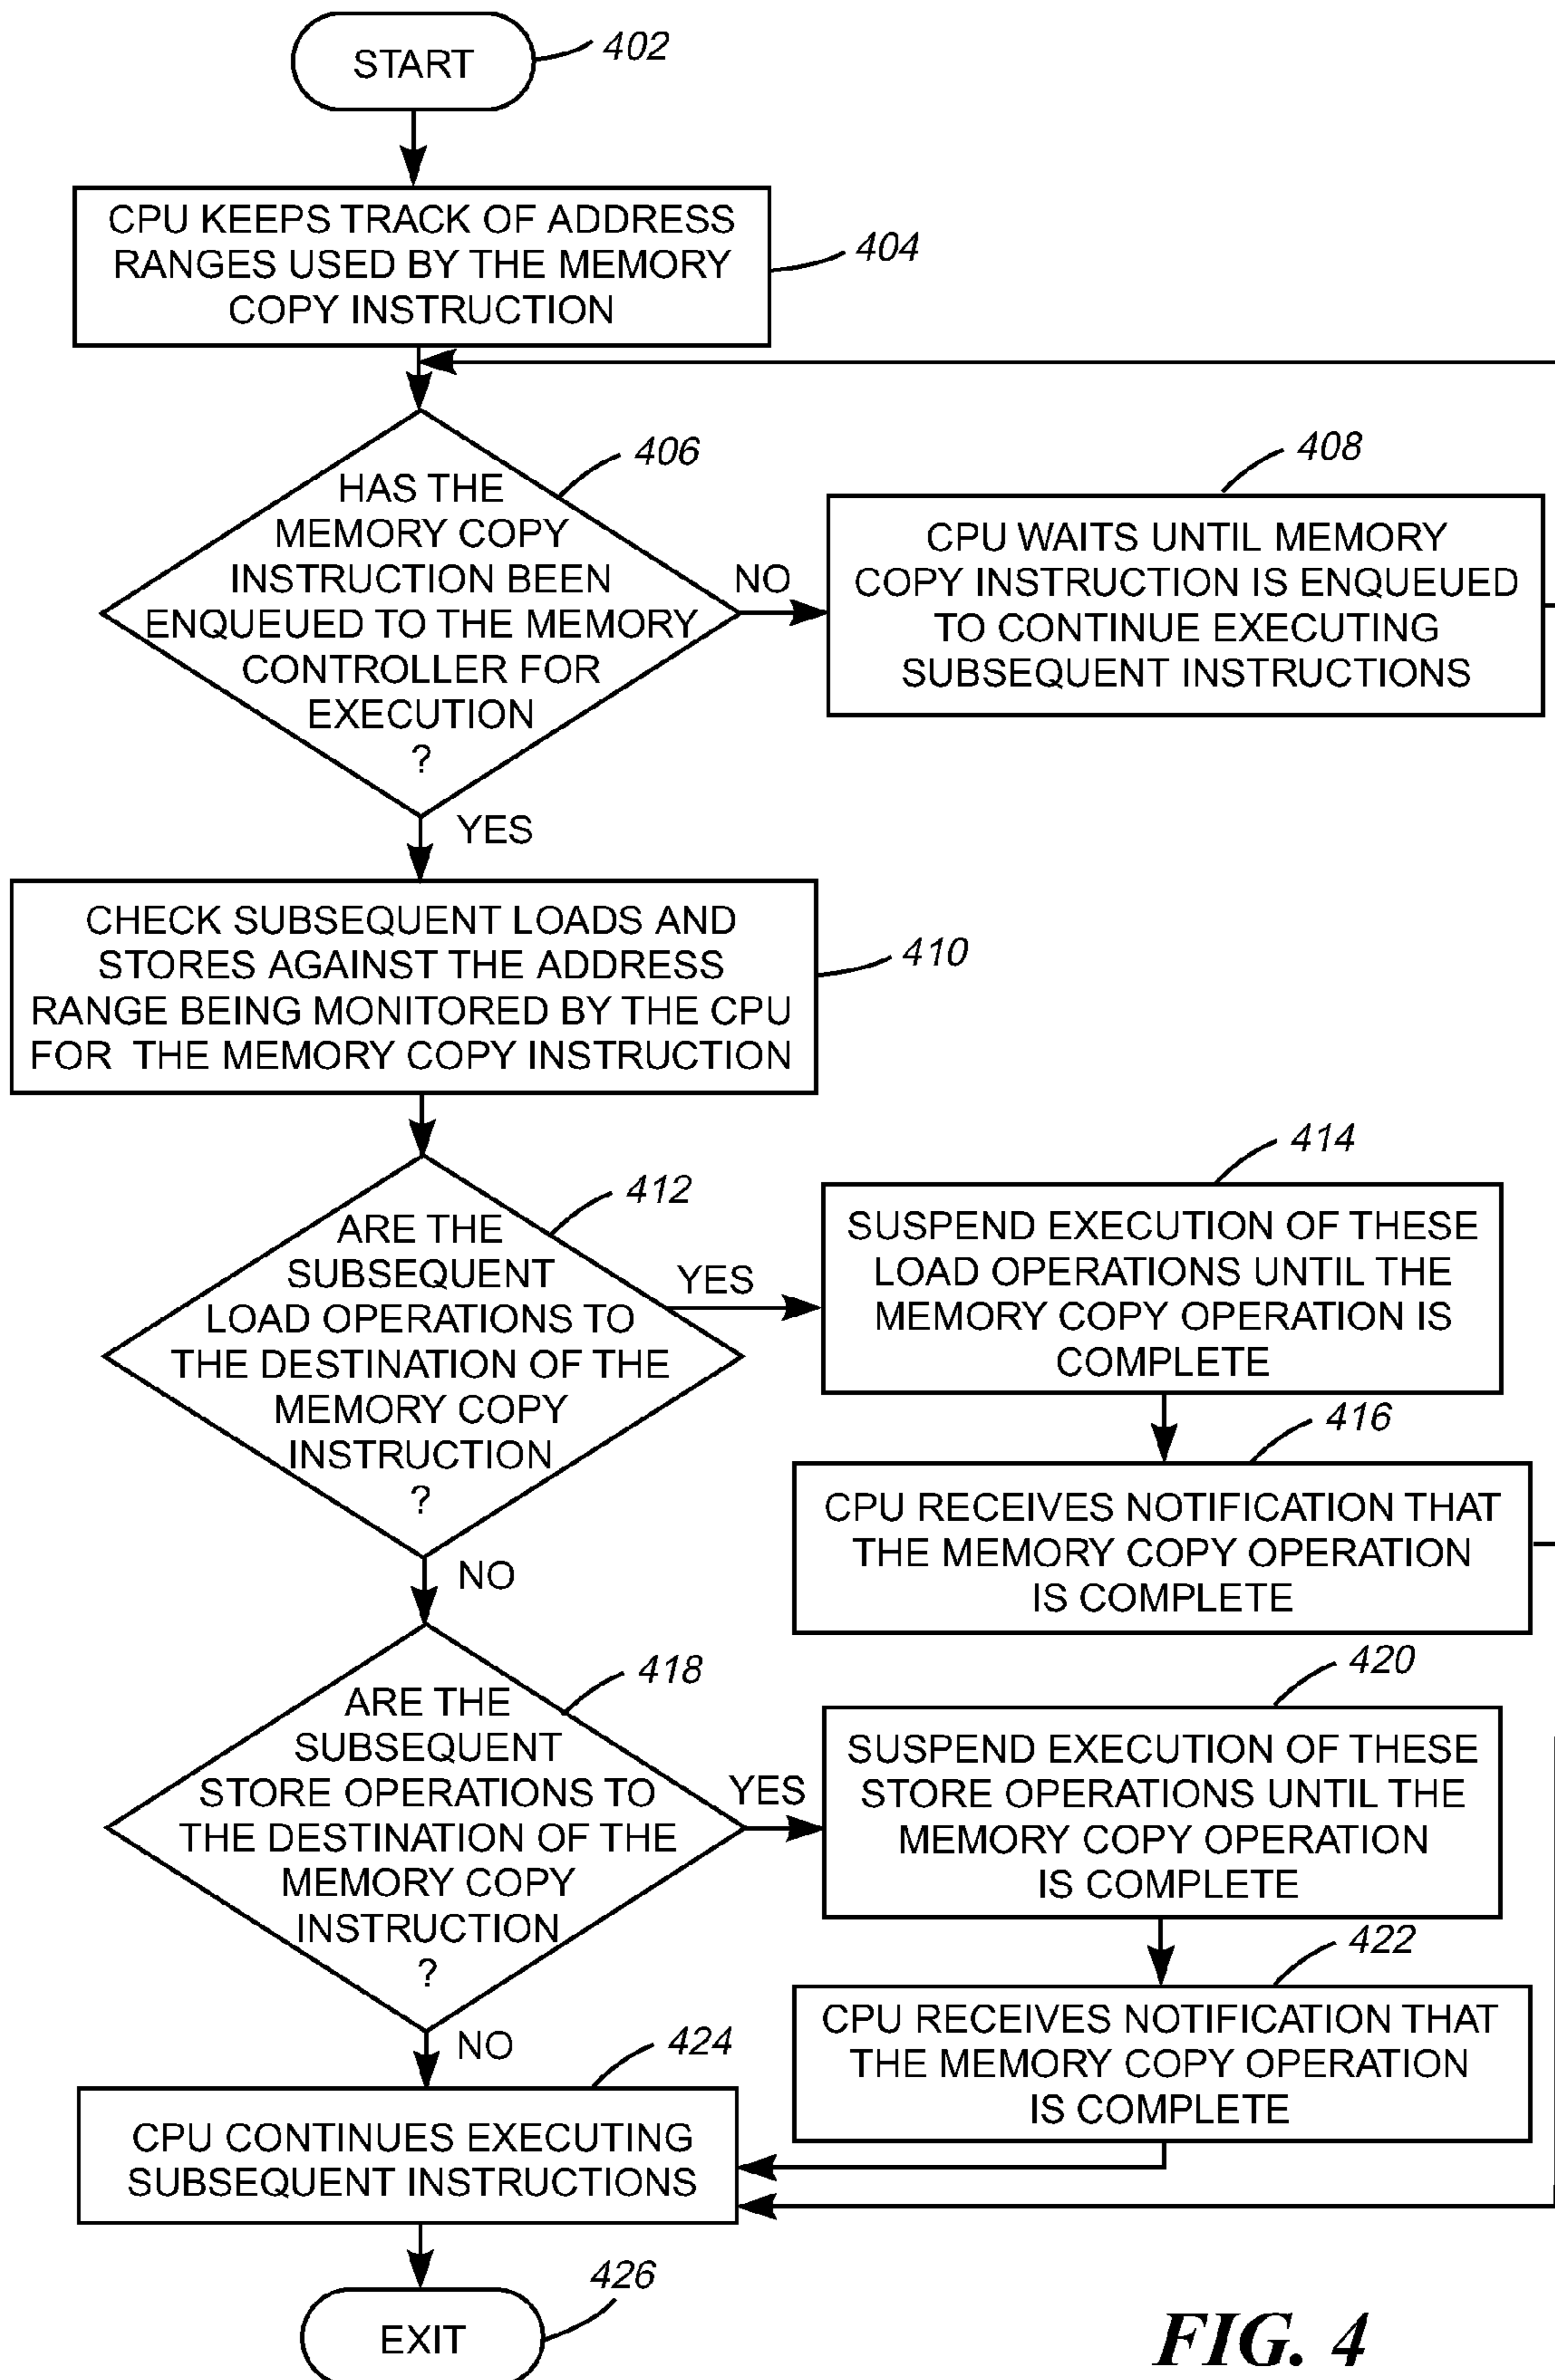 START
402
CPU KEEPS TRACK OF ADDRESS
RANGES USED BY THE MEMORY
COPY INSTRUCTION
404
HAS THE
MEMORY COPY
INSTRUCTION BEEN
ENQUEUED TO THE MEMORY
CONTROLLER FOR
EXECUTION
?
406
NO
YES
408
CPU WAITS UNTIL MEMORY
COPY INSTRUCTION IS ENQUEUED
TO CONTINUE EXECUTING
SUBSEQUENT INSTRUCTIONS
CHECK SUBSEQUENT LOADS AND
STORES AGAINST THE ADDRESS
RANGE BEING MONITORED BY THE CPU
FOR THE MEMORY COPY INSTRUCTION
410
ARE THE
SUBSEQUENT
LOAD OPERATIONS TO
THE DESTINATION OF THE
MEMORY COPY
INSTRUCTION
?
412
YES
NO
414
SUSPEND EXECUTION OF THESE
LOAD OPERATIONS UNTIL THE
MEMORY COPY OPERATION IS
COMPLETE
416
CPU RECEIVES NOTIFICATION THAT
THE MEMORY COPY OPERATION
IS COMPLETE
ARE THE
SUBSEQUENT
STORE OPERATIONS TO
THE DESTINATION OF THE
MEMORY COPY
INSTRUCTION
?
418
YES
NO
420
SUSPEND EXECUTION OF THESE
STORE OPERATIONS UNTIL THE
MEMORY COPY OPERATION
IS COMPLETE
422
CPU RECEIVES NOTIFICATION THAT
THE MEMORY COPY OPERATION
IS COMPLETE
424
CPU CONTINUES EXECUTING
SUBSEQUENT INSTRUCTIONS
426
EXIT
FIG. 4